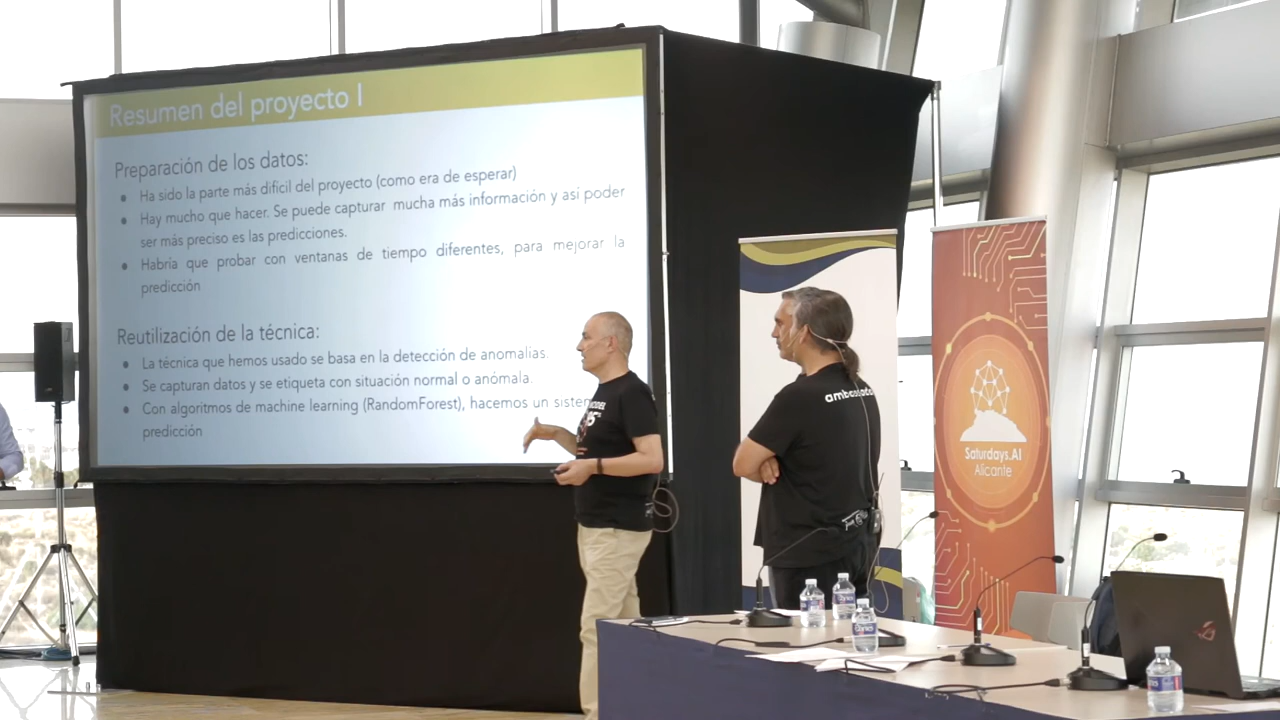 Resumen del proyecto I
Preparación de los datos:
Ha sido la parte más difícil del proyecto (como era de esperar)
Hay mucho que hacer. Se puede capturar mucha más información y así poder
ser más preciso es las predicciones.
Habría que probar con ventanas de tiempo diferentes, para mejorar la
predicción
Reutilización de la técnica:
La técnica que hemos usado se basa en la detección de anomalías.
Se capturan datos y se etiqueta con situación normal o anómala.
Con algoritmos de machine learning (RandomForest), hacemos un sistem
predicción
MODEL
Saturdays.AI
Alicante